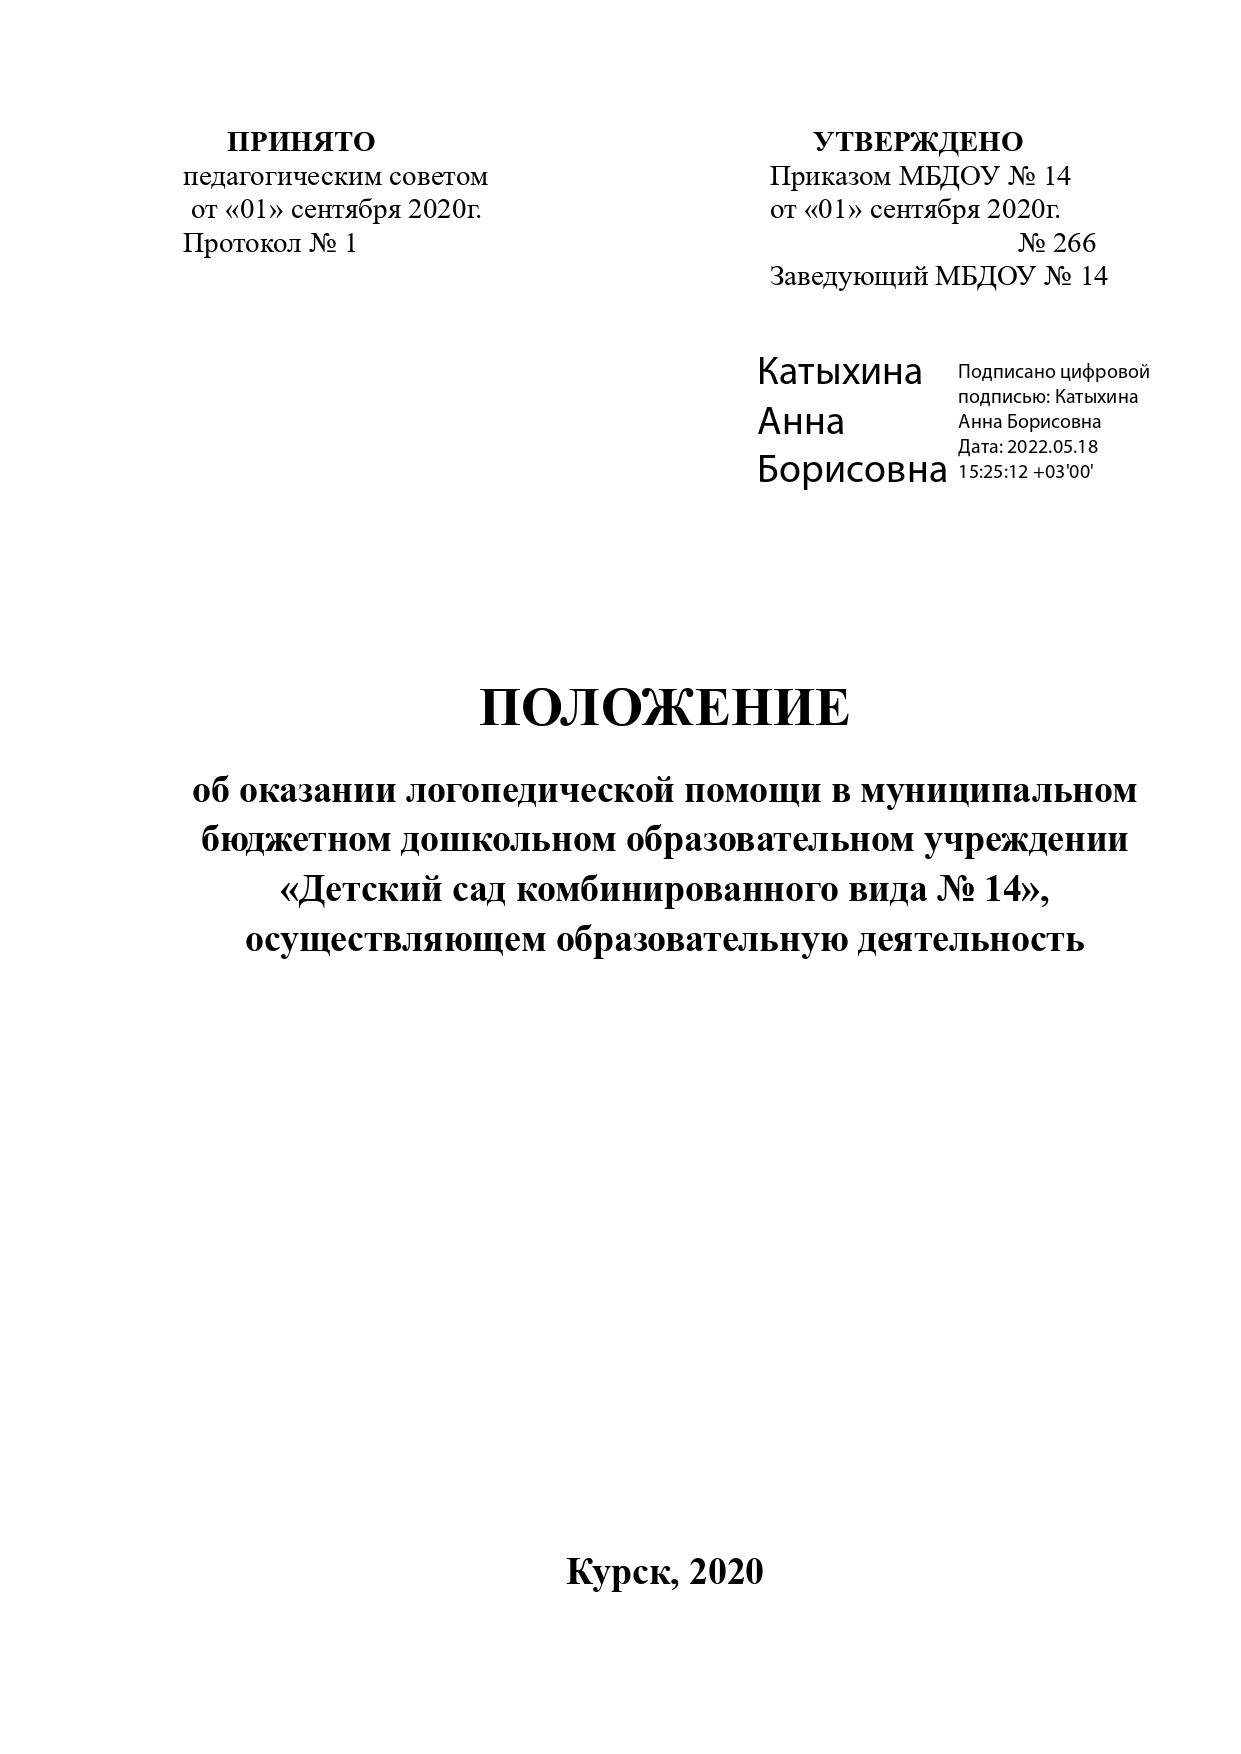 ПРИНЯТО
педагогическим советом
от «01» сентября 2020г.
Протокол № 1
УТВЕРЖДЕНО
Приказом МБДОУ № 14
от «01» сентября 2020г.
№ 266
Заведующий МБДОУ № 14
Катыхина
Анна
Борисовна
Подписано цифровой
подписью: Катыхина
Анна Борисовна
Дата: 2022.05.18
15:25:12 +03'00'
ПОЛОЖЕНИЕ
об оказании логопедической помощи в муниципальном
бюджетном дошкольном образовательном учреждении
«Детский сад комбинированного вида № 14»,
осуществляющем образовательную деятельность
Курск, 2020